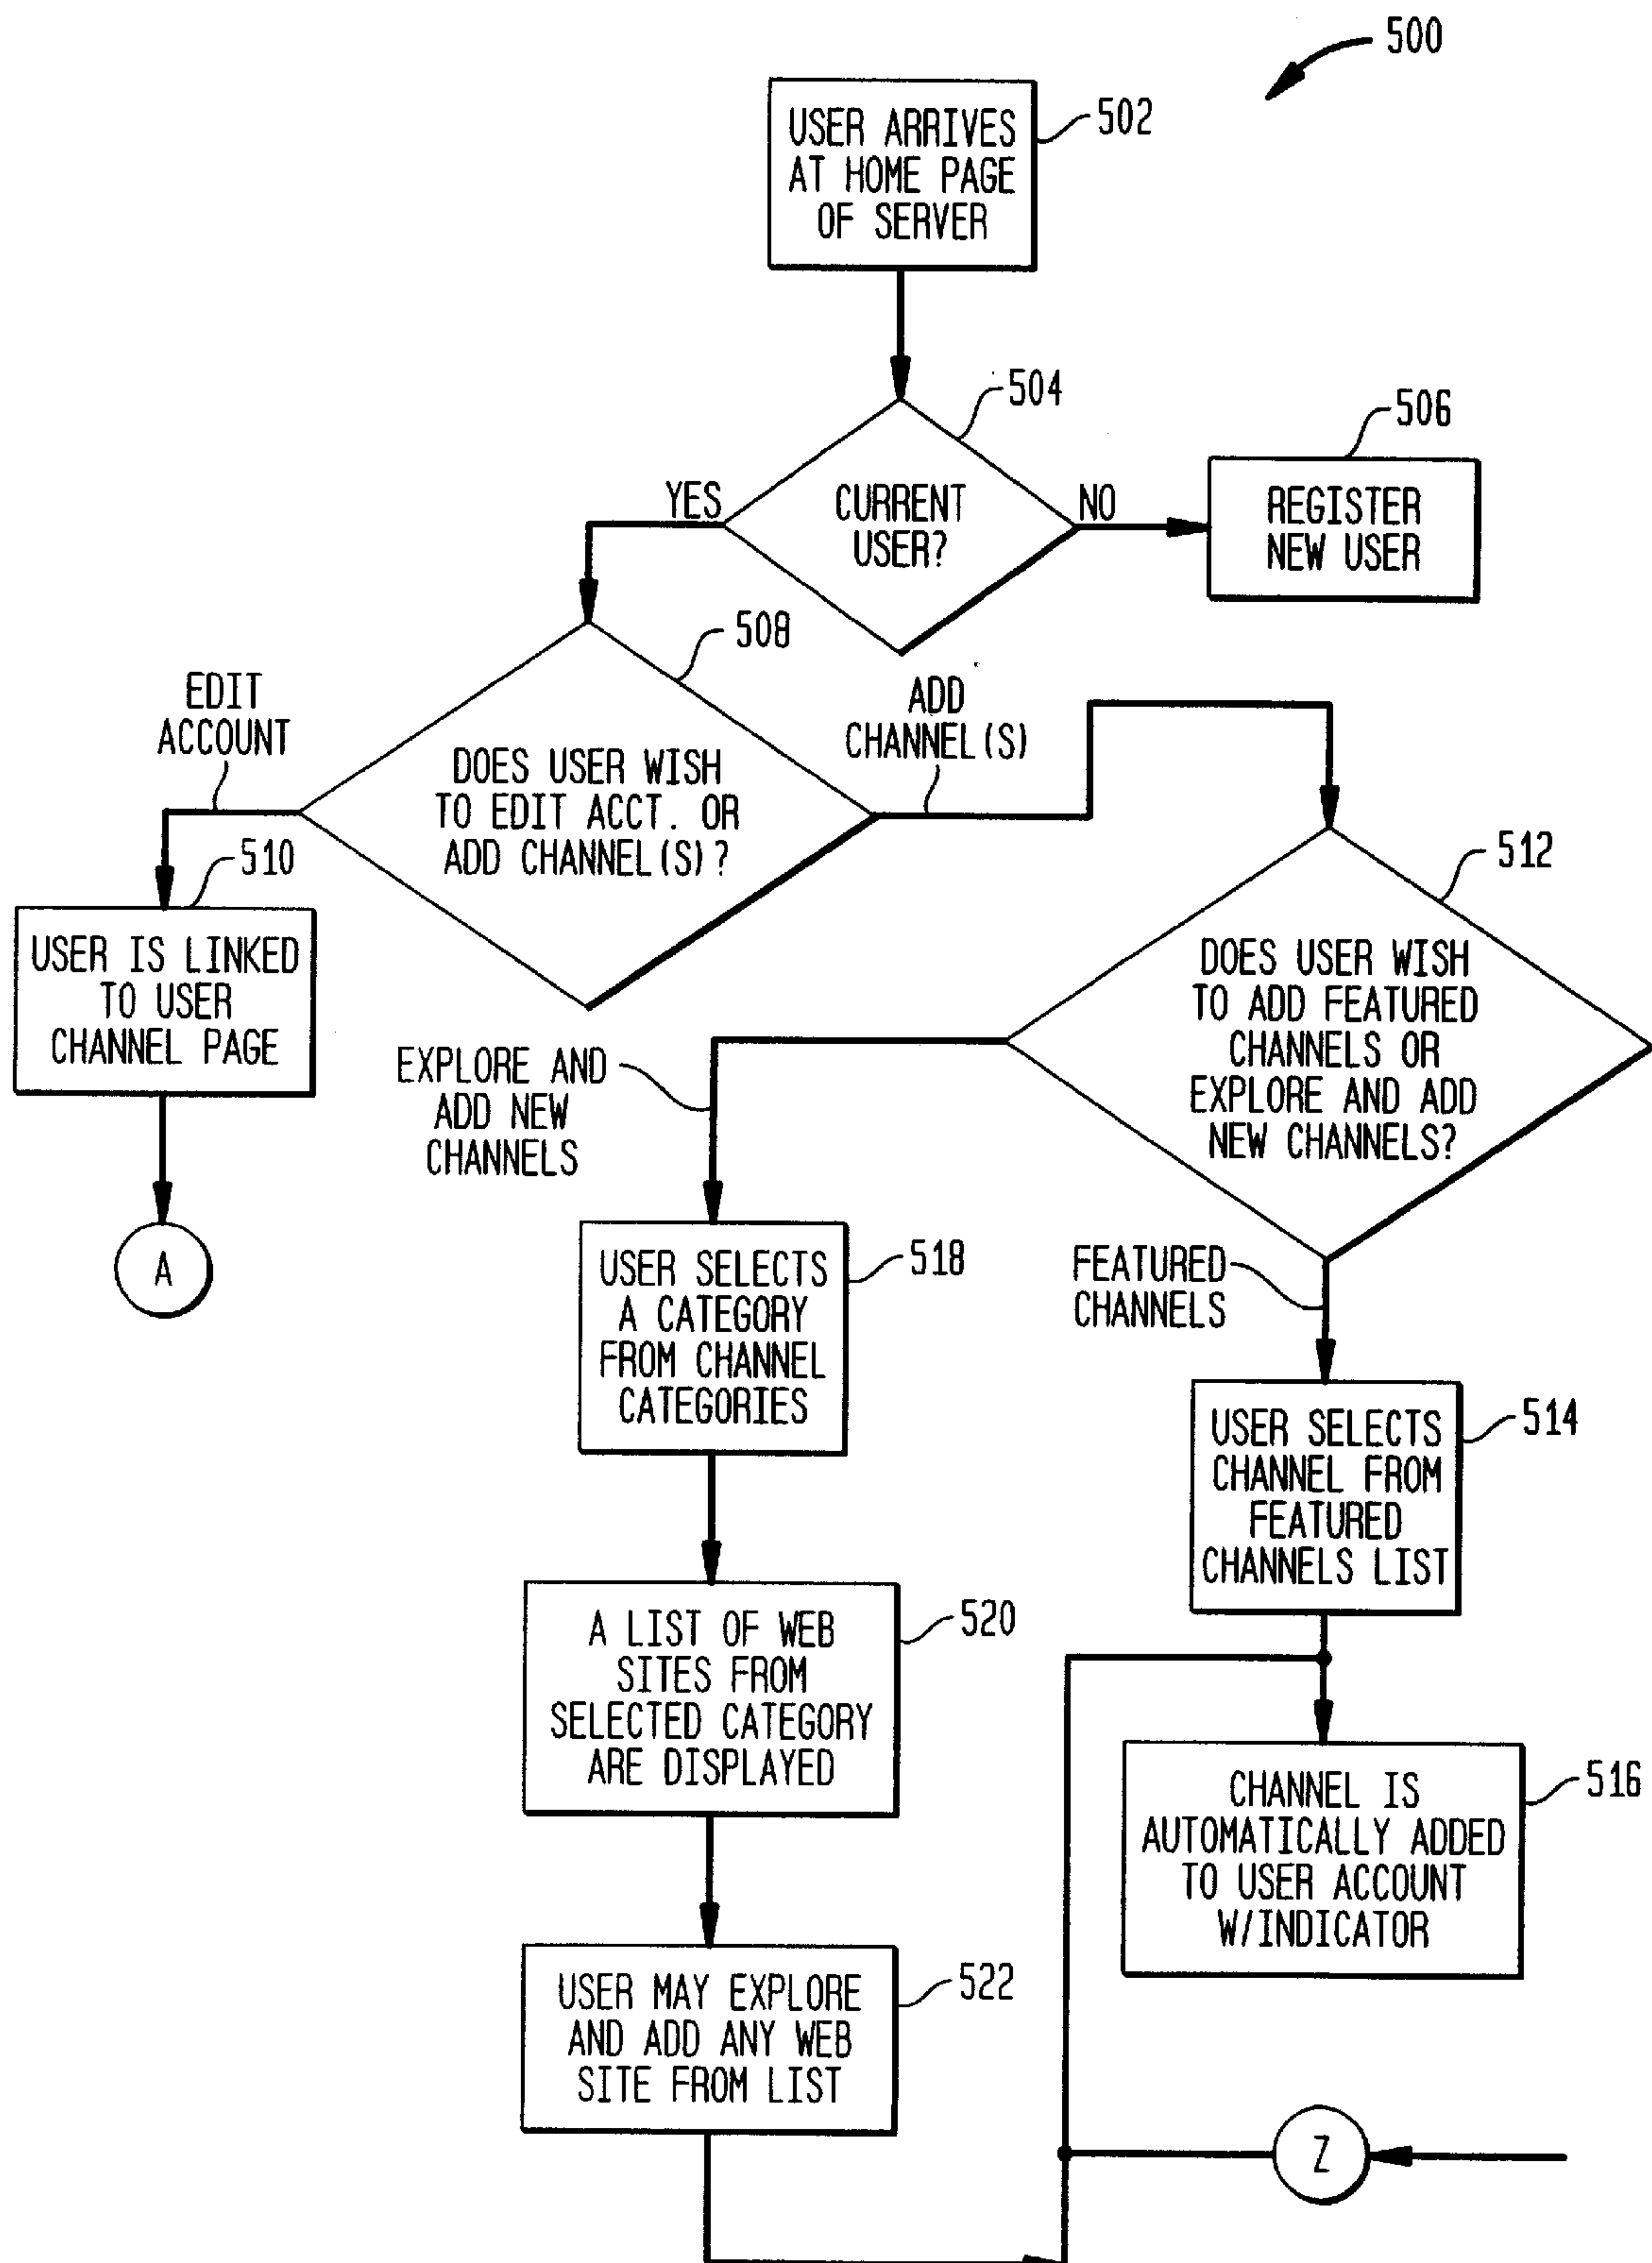 500
USER ARRIVES
AT HOME PAGE
OF SERVER
502
504
CURRENT
USER?
YES
NO
506
REGISTER
NEW USER
508
DOES USER WISH
TO EDIT ACCT. OR
ADD CHANNEL(S)?
EDIT
ACCOUNT
ADD
CHANNEL(S)
510
USER IS LINKED
TO USER
CHANNEL PAGE
A
512
DOES USER WISH
TO ADD FEATURED
CHANNELS OR
EXPLORE AND ADD
NEW CHANNELS?
EXPLORE AND
ADD NEW
CHANNELS
FEATURED
CHANNELS
518
USER SELECTS
A CATEGORY
FROM CHANNEL
CATEGORIES
514
USER SELECTS
CHANNEL FROM
FEATURED
CHANNELS LIST
520
A LIST OF WEB
SITES FROM
SELECTED CATEGORY
ARE DISPLAYED
516
CHANNEL IS
AUTOMATICALLY ADDED
TO USER ACCOUNT
W/INDICATOR
522
USER MAY EXPLORE
AND ADD ANY WEB
SITE FROM LIST
Z